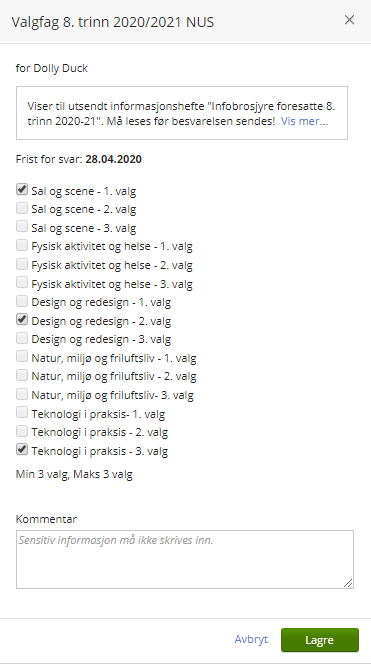 Valgfag 8. trinn 2020/2021 NUS
for Dolly Duck
Viser til utsendt informasjonshefte "Infobrosjyre foresatte 8.
trinn 2020-21". Må leses før besvarelsen sendes! Vis mer...
Frist for svar: 28.04.2020
Sal og scene - 1. valg
Sal og scene - 2. valg
Sal og scene - 3. valg
Fysisk aktivitet og helse - 1. valg
Fysisk aktivitet og helse - 2. valg
Fysisk aktivitet og helse - 3. valg
Design og redesign - 1. valg
Design og redesign - 2. valg
Design og redesign - 3. valg
Natur, miljø og friluftsliv - 1. valg
Natur, miljø og friluftsliv - 2. valg
Natur, miljø og friluftsliv- 3. valg
Teknologi i praksis- 1. valg
Teknologi i praksis - 2. valg
Teknologi i praksis - 3. valg
Min 3 valg, Maks 3 valg
Kommentar
Sensitiv informasjon må ikke skrives inn.
Avbryt Lagre